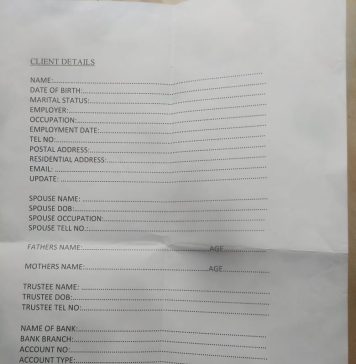 CLIENT DETAILS
NAME:..........................................................
DATE OF BIRTH:..........................................................
MARITAL STATUS:..........................................................
EMPLOYER:..........................................................
OCCUPATION:..........................................................
EMPLOYMENT DATE:..........................................................
TEL NO:..........................................................
POSTAL ADDRESS:..........................................................
RESIDENTIAL ADDRESS:..........................................................
EMAIL:..........................................................
UPDATE:..........................................................
SPOUSE NAME:..........................................................
SPOUSE DOB:..........................................................
SPOUSE OCCUPATION:..........................................................
SPOUSE TELL NO:..........................................................
FATHERS NAME:........................................AGE..............
MOTHERS NAME:........................................AGE..............
TRUSTEE NAME:..........................................................
TRUSTEE DOB:..........................................................
TRUSTEE TEL NO:..........................................................
NAME OF BANK:..........................................................
BANK BRANCH:..........................................................
ACCOUNT NO:..........................................................
ACCOUNT TYPE:..........................................................